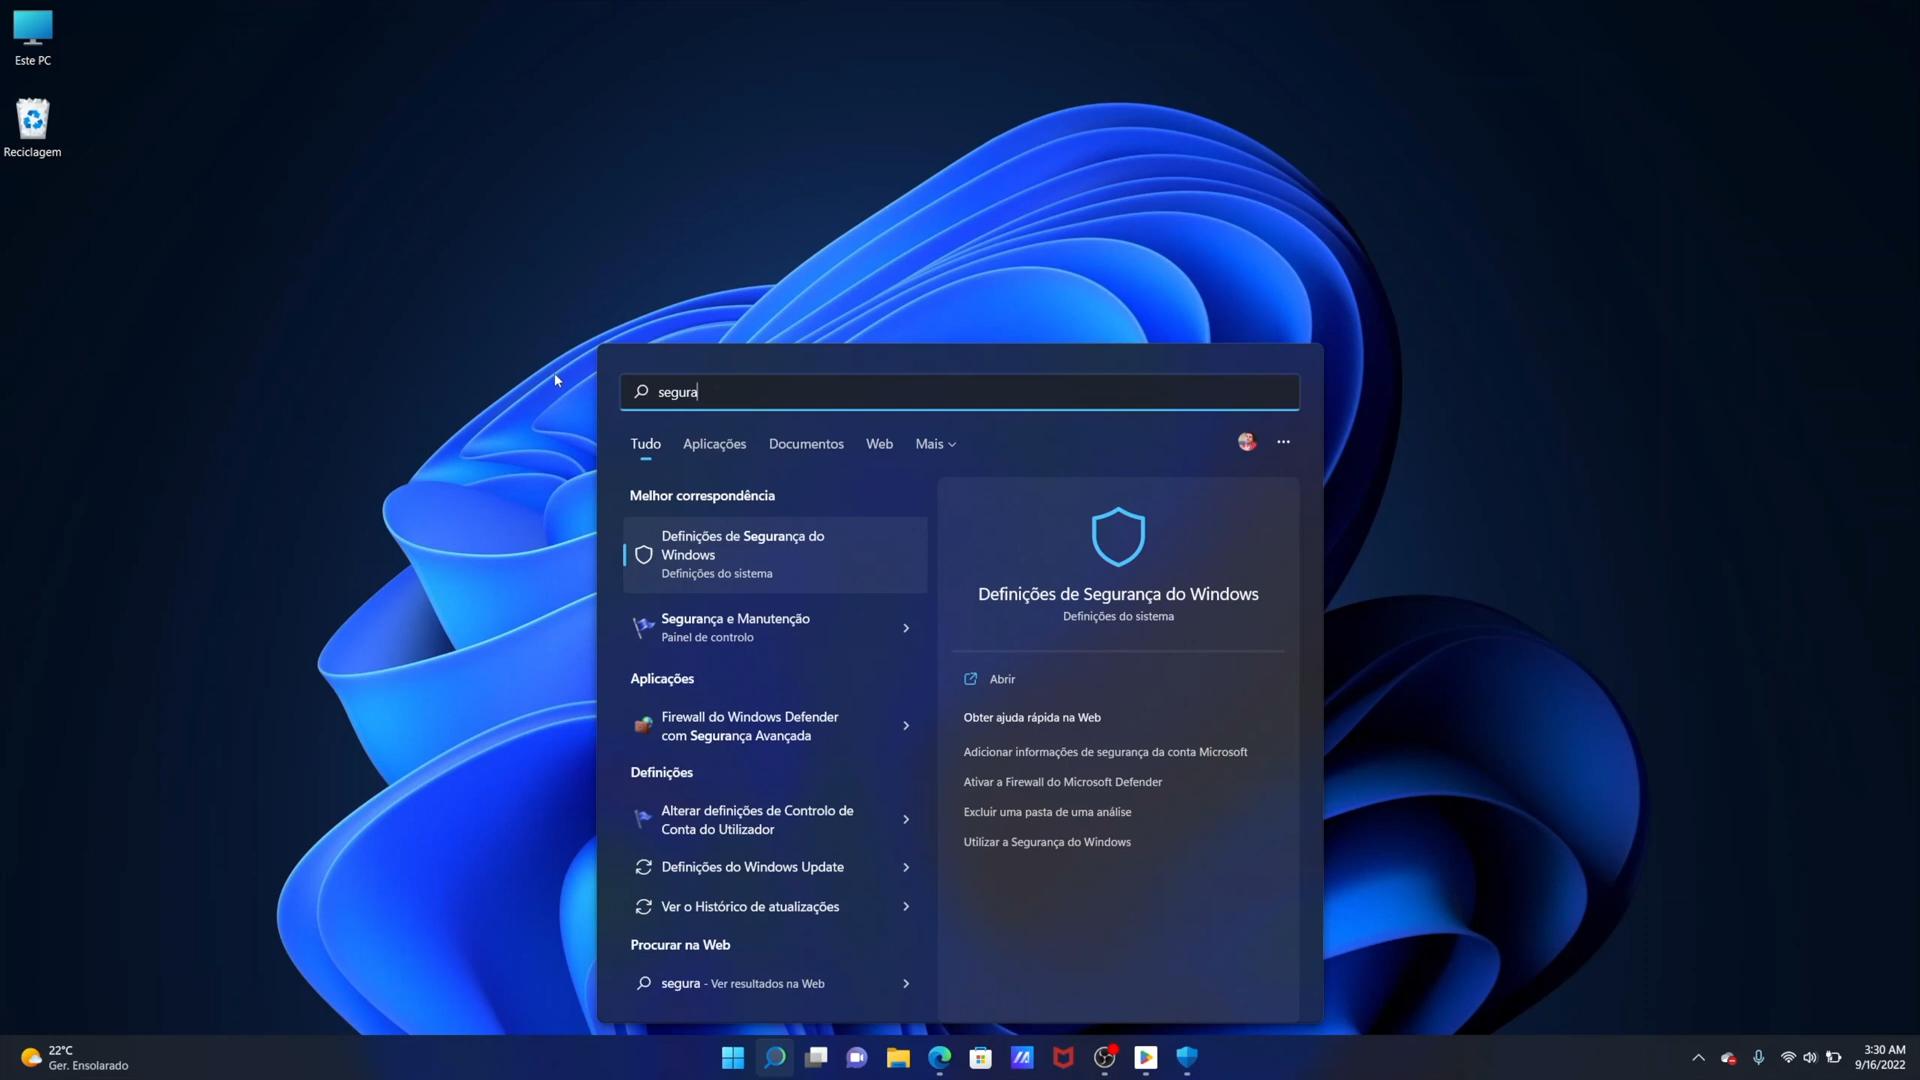 Este PC
Reciclagem
segura
Tudo Aplicações Documentos Web Mais
Melhor correspondência
Definições de Segurança do
Windows
Definições do sistema
Segurança e Manutenção
Painel de controlo
Aplicações
Firewall do Windows Defender
com Segurança Avançada
Definições
Alterar definições de Controlo de
Conta do Utilizador
Definições do Windows Update
Ver o Histórico de atualizações
Procurar na Web
segura - Ver resultados na Web
Definições de Segurança do Windows
Definições do sistema
Abrir
Obter ajuda rápida na Web
Adicionar informações de segurança da conta Microsoft
Ativar a Firewall do Microsoft Defender
Excluir uma pasta de uma análise
Utilizar a Segurança do Windows
22°C
Ger. Ensolarado
3:30 AM
9/16/2022